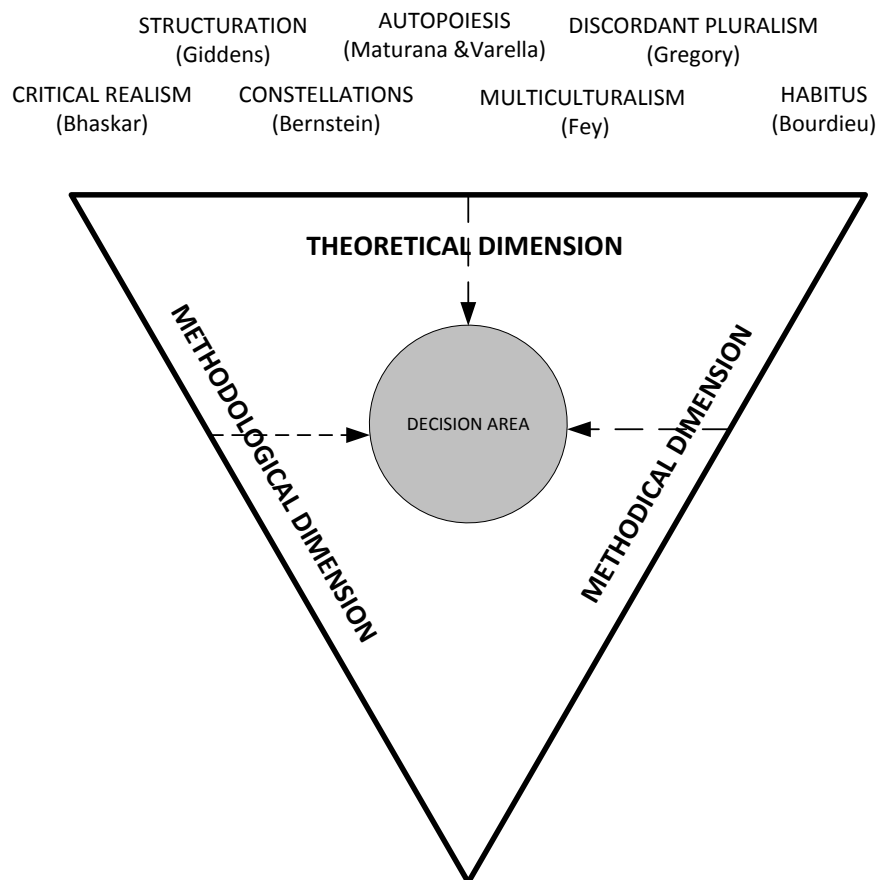 STRUCTURATION
(Giddens)
AUTOPOIESIS
(Maturana &Varella)
DISCORDANT PLURALISM
(Gregory)
CRITICAL REALISM
(Bhaskar)
CONSTELLATIONS
(Bernstein)
MULTICULTURALISM
(Fey)
HABITUS
(Bourdieu)
THEORETICAL DIMENSION
METHODOLOGICAL DIMENSION
DECISION AREA
METHODICAL DIMENSION